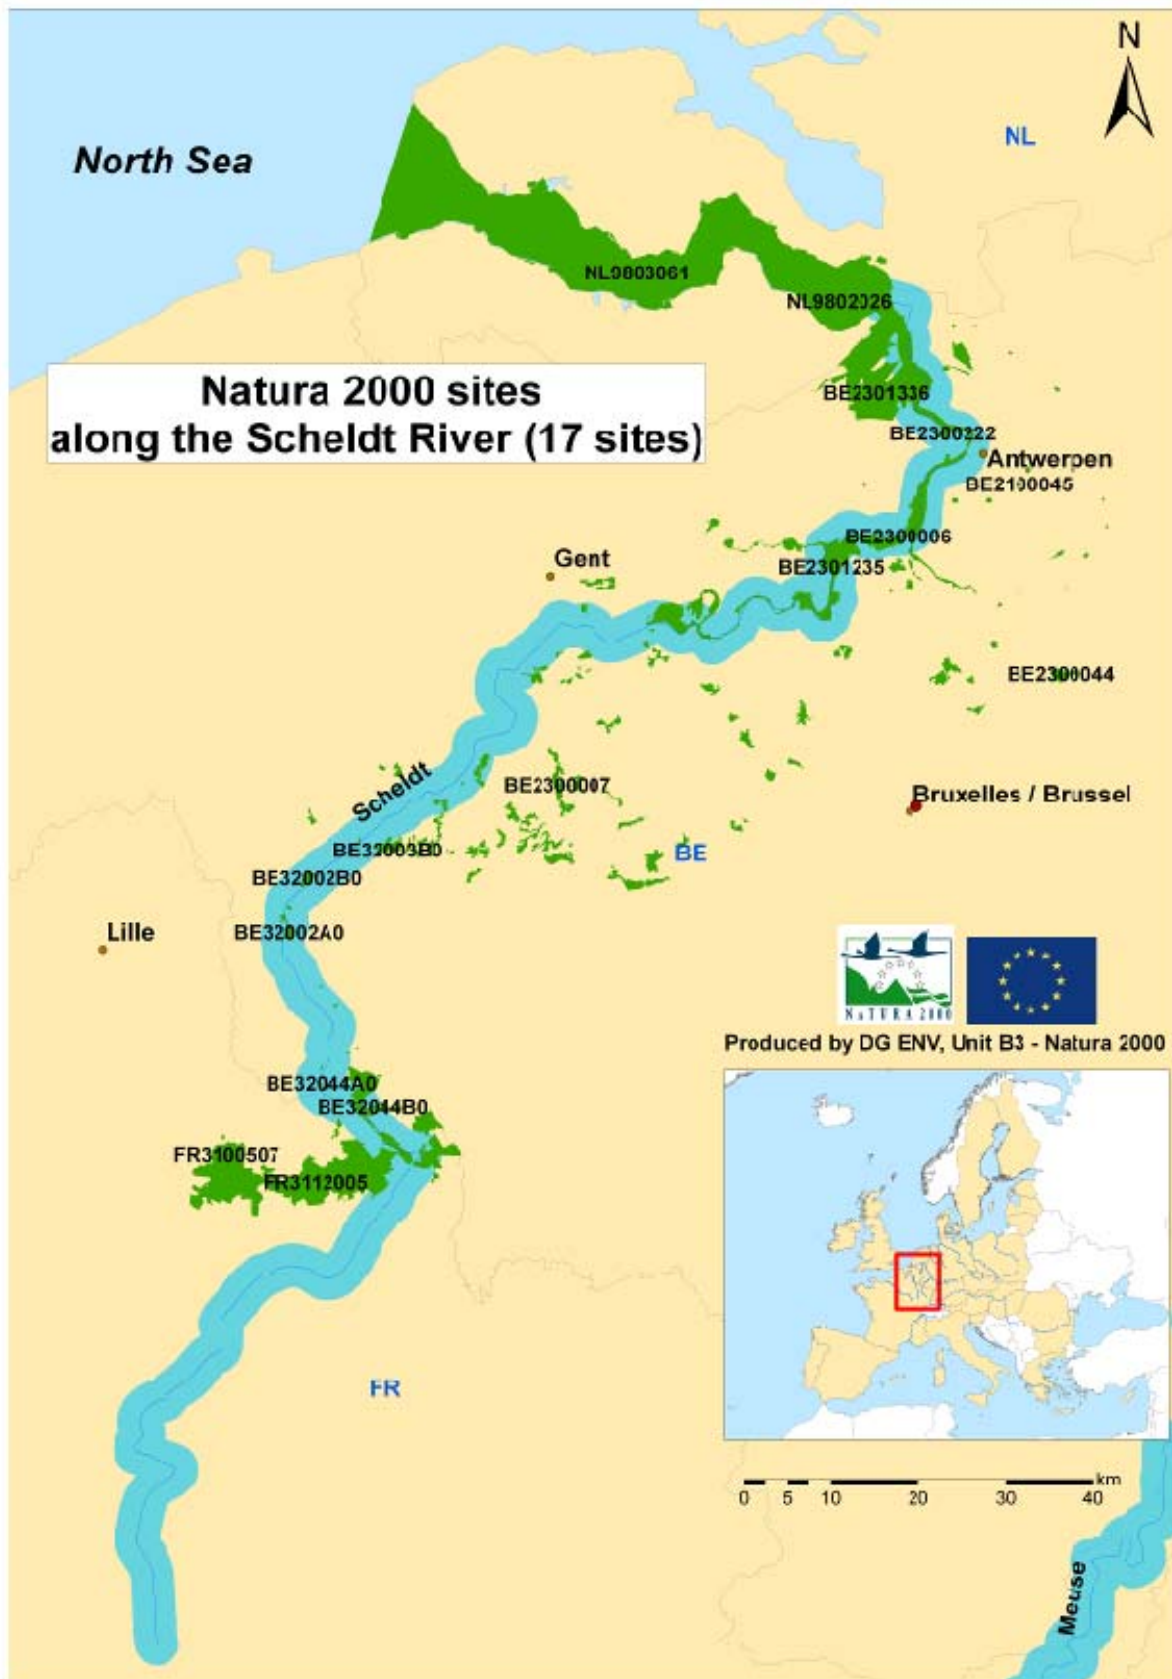 N
NL
North Sea
NL9803061
NL9802026
Natura 2000 sites
along the Scheldt River (17 sites)
BE2301336
BE2300222
Antwerpen
BE2100045
BE2300006
Gent
BE2301235
BE2300044
Scheldt
BE2300007
Bruxelles / Brussel
BE32003B0
BE
BE32002B0
Lille
BE32002A0
NATURA 2000
Produced by DG ENV, Unit B3 - Natura 2000
BE32044A0
BE32044B0
FR3100507
FR3112005
FR
km
0 5 10 20 30 40
Meuse